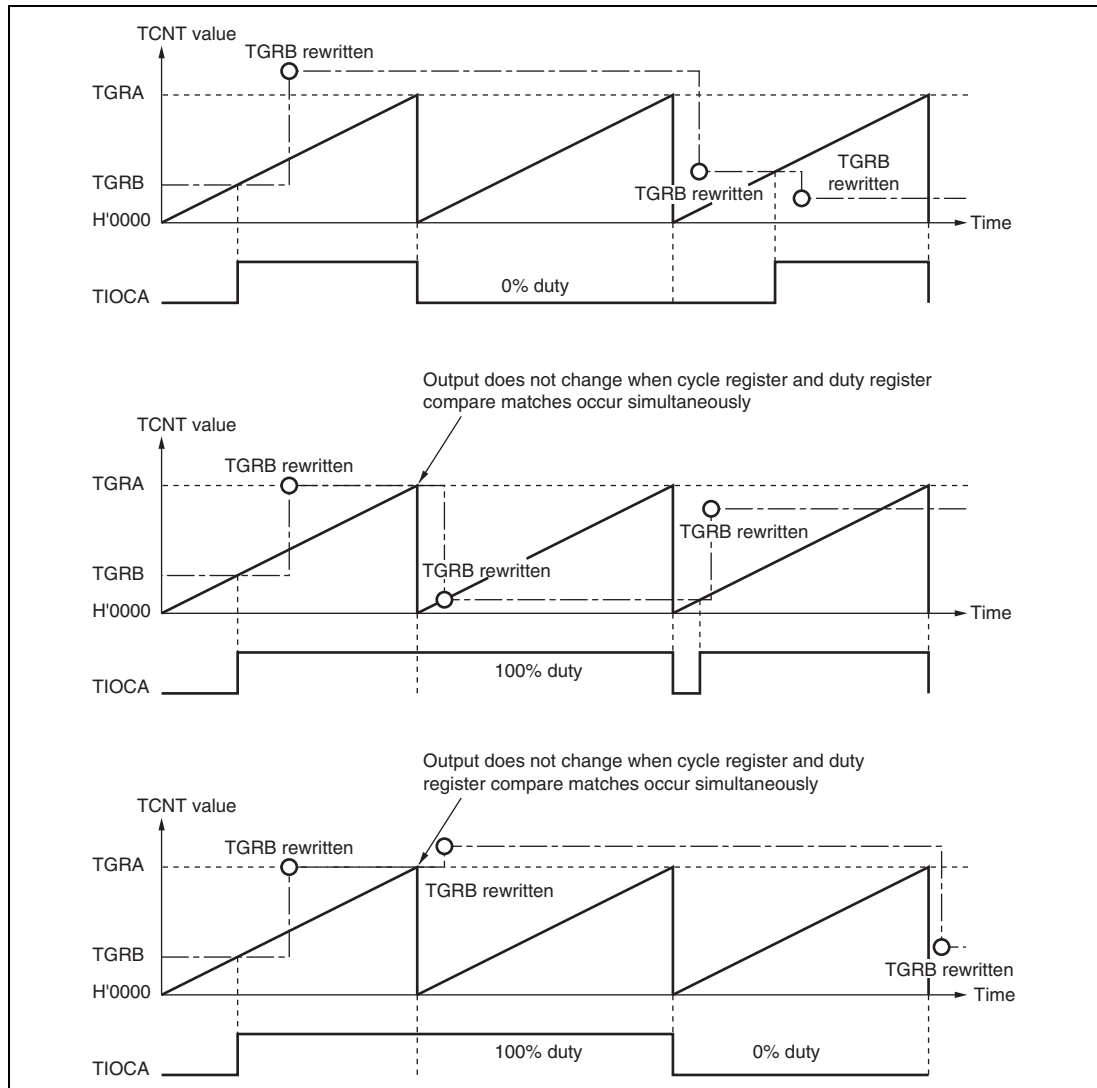 TCNT value
TGRB rewritten
TGRA
TGRB
rewritten
TGRB
TGRB rewritten
H'0000
Time
0% duty
TIOCA
Output does not change when cycle register and duty register
compare matches occur simultaneously
TCNT value
TGRB rewritten
TGRA
TGRB rewritten
TGRB
TGRB rewritten
H'0000
Time
100% duty
TIOCA
Output does not change when cycle register and duty
register compare matches occur simultaneously
TCNT value
TGRB rewritten
TGRA
TGRB rewritten
TGRB
TGRB rewritten
H'0000
Time
100% duty
0% duty
TIOCA